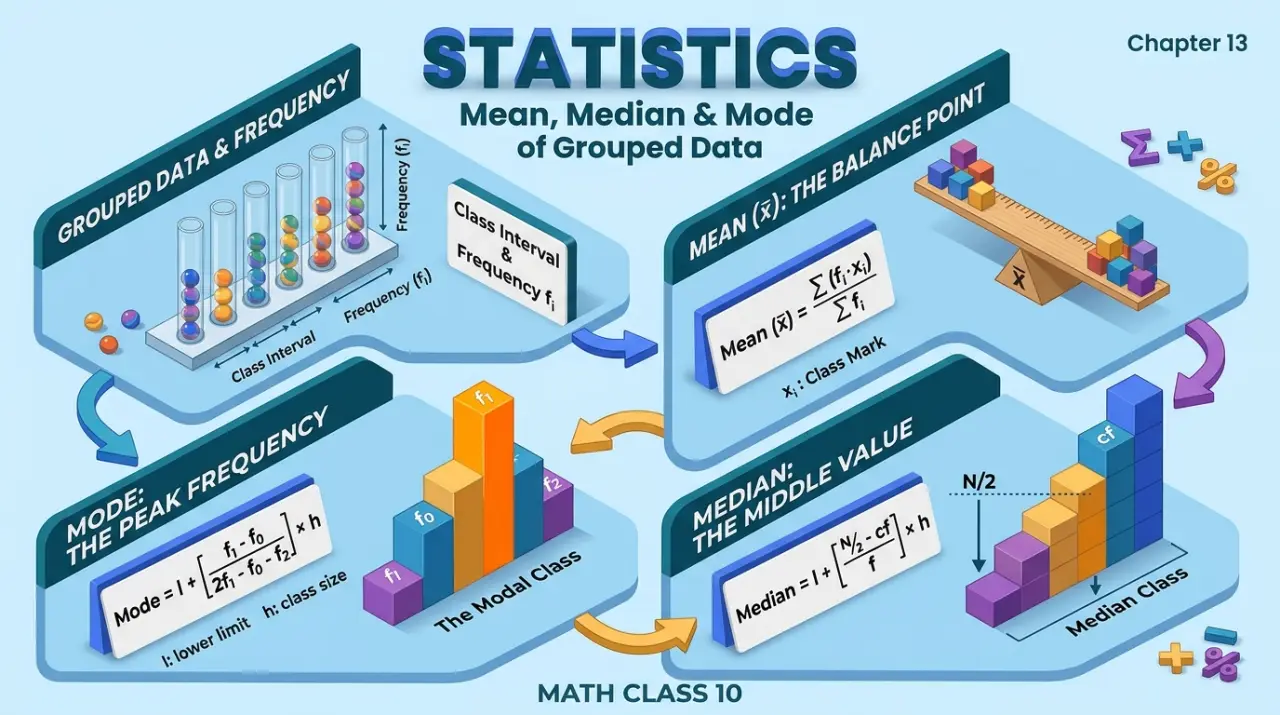 STATISTICS
Mean, Median & Mode
of Grouped Data
Chapter 13
GROUPED DATA & FREQUENCY
Frequency (fᵢ)
Class Interval
&
Frequency fᵢ
Frequency (fᵢ)
Class Interval
MEAN (x̄): THE BALANCE POINT
Mean (x̄) = ∑(fᵢ·xᵢ) / ∑fᵢ
xᵢ : Class Mark
x̄
Σ + %
MODE:
THE PEAK FREQUENCY
Mode = l + [(f₁ - f₀) / (2f₁ - f₀ - f₂)] × h
l: lower limit h: class size
f₁
f₀
f₁
f₂
The Modal Class
MEDIAN:
THE MIDDLE VALUE
Median = l + [(N/2 - cf) / f] × h
N/2
cf
Median Class
+ − %
MATH CLASS 10